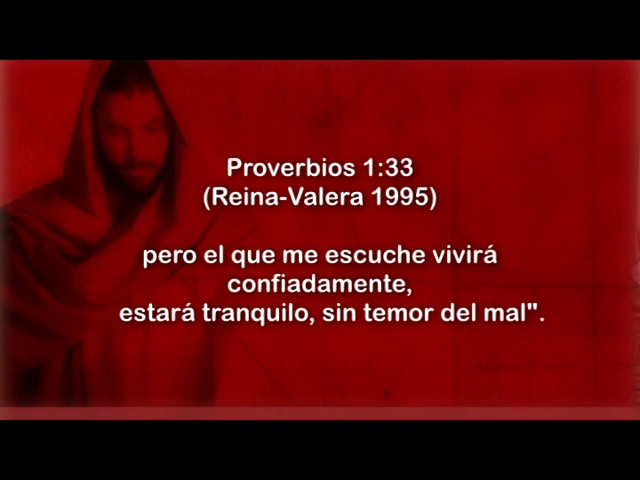 Proverbios 1:33
(Reina-Valera 1995)
pero el que me escuche vivirá
confiadamente,
estará tranquilo, sin temor del mal".